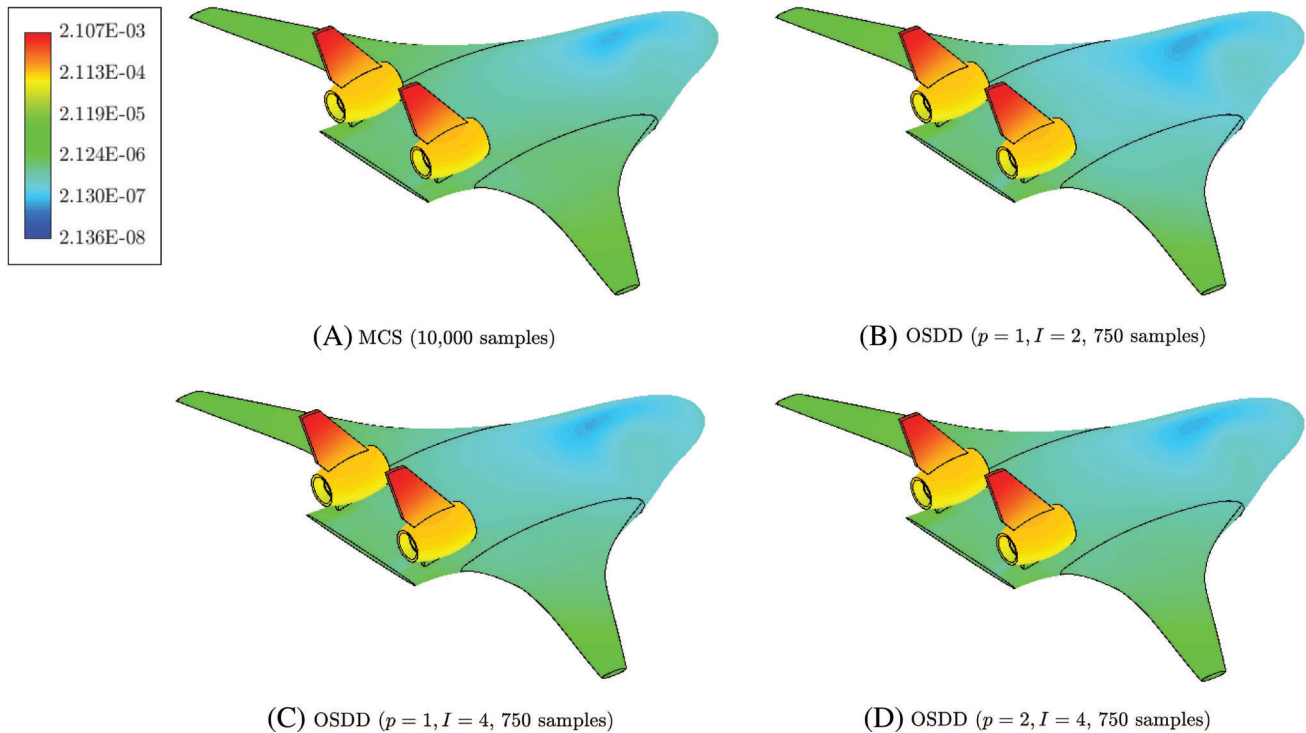 2.107E-03
2.113E-04
2.119E-05
2.124E-06
2.130E-07
2.136E-08
(A) MCS (10,000 samples)
(B) OSDD (p = 1, I = 2, 750 samples)
(C) OSDD (p = 1, I = 4, 750 samples)
(D) OSDD (p = 2, I = 4, 750 samples)